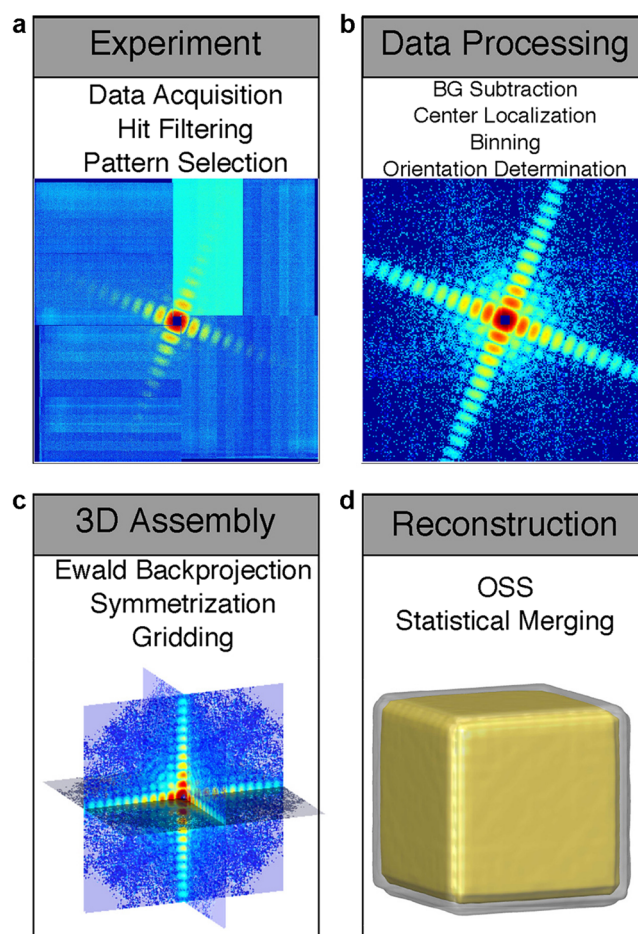 a
Experiment
Data Acquisition
Hit Filtering
Pattern Selection
b
Data Processing
BG Subtraction
Center Localization
Binning
Orientation Determination
c
3D Assembly
Ewald Backprojection
Symmetrization
Gridding
d
Reconstruction
OSS
Statistical Merging